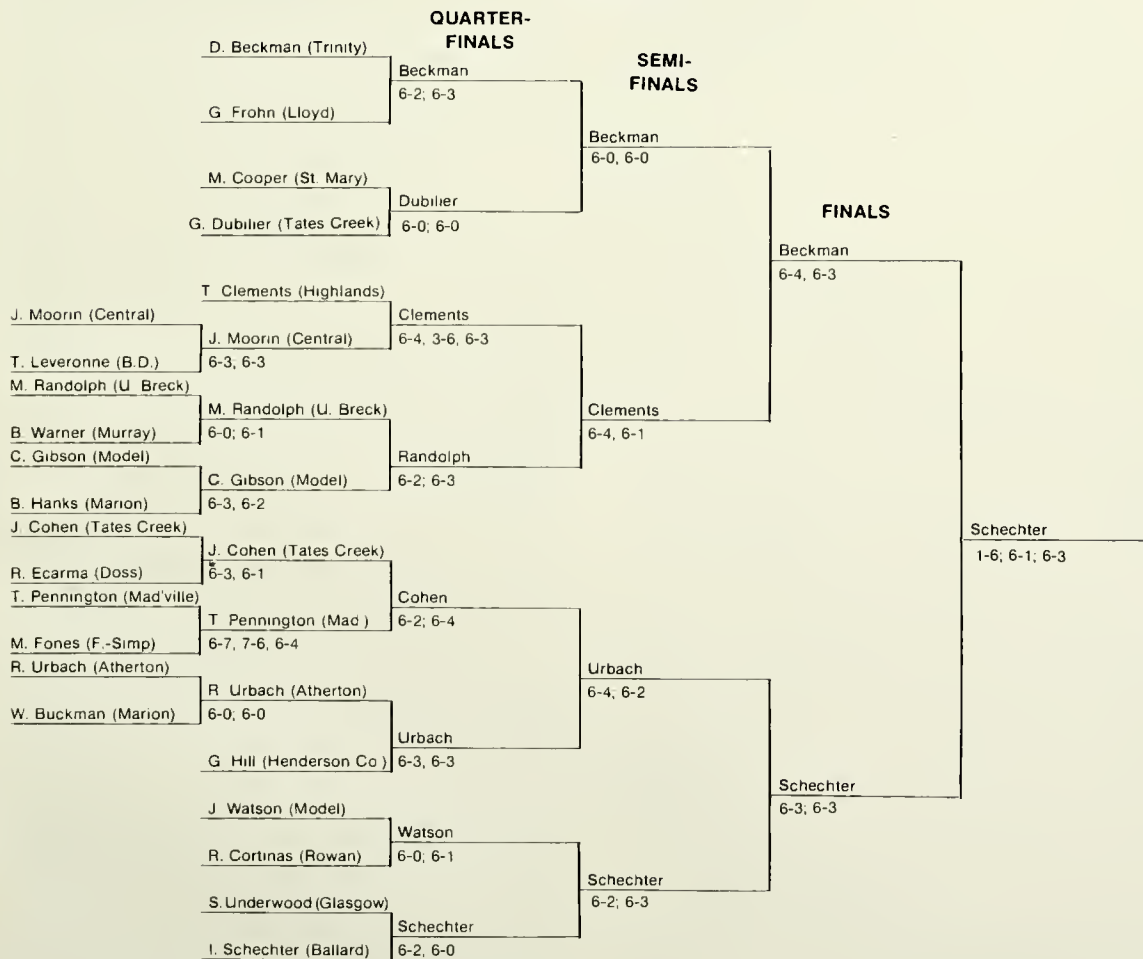 QUARTER-
FINALS
SEMI-
FINALS
FINALS
D. Beckman (Trinity)
Beckman
6-2; 6-3
G Frohn (Lloyd)
Beckman
6-0, 6-0
M. Cooper (St. Mary)
Dubilier
6-0; 6-0
G. Dubilier (Tates Creek)
Beckman
6-4, 6-3
T Clements (Highlands)
Clements
6-4, 3-6, 6-3
J. Moorin (Central)
J. Moorin (Central)
6-3; 6-3
T. Leveronne (B.D.)
M. Randolph (U Breck)
M. Randolph (U. Breck)
6-0; 6-1
Clements
6-4, 6-1
B. Warner (Murray)
C. Gibson (Model)
Randolph
6-2; 6-3
C. Gibson (Model)
6-3, 6-2
B. Hanks (Marion)
J. Cohen (Tates Creek)
Schechter
1-6; 6-1; 6-3
J. Cohen (Tates Creek)
6-3, 6-1
R. Ecarma (Doss)
T. Pennington (Mad'ville)
Cohen
6-2; 6-4
T Pennington (Mad )
6-7, 7-6, 6-4
M. Fones (F.-Simp)
R. Urbach (Atherton)
Urbach
6-4; 6-2
R Urbach (Atherton)
6-0; 6-0
W. Buckman (Marion)
Urbach
6-3, 6-3
G Hill (Henderson Co )
Schechter
6-3; 6-3
J Watson (Model)
Watson
6-0; 6-1
R. Cortinas (Rowan)
Schechter
6-2; 6-3
S. Underwood (Glasgow)
Schechter
6-2, 6-0
I. Schechter (Ballard)